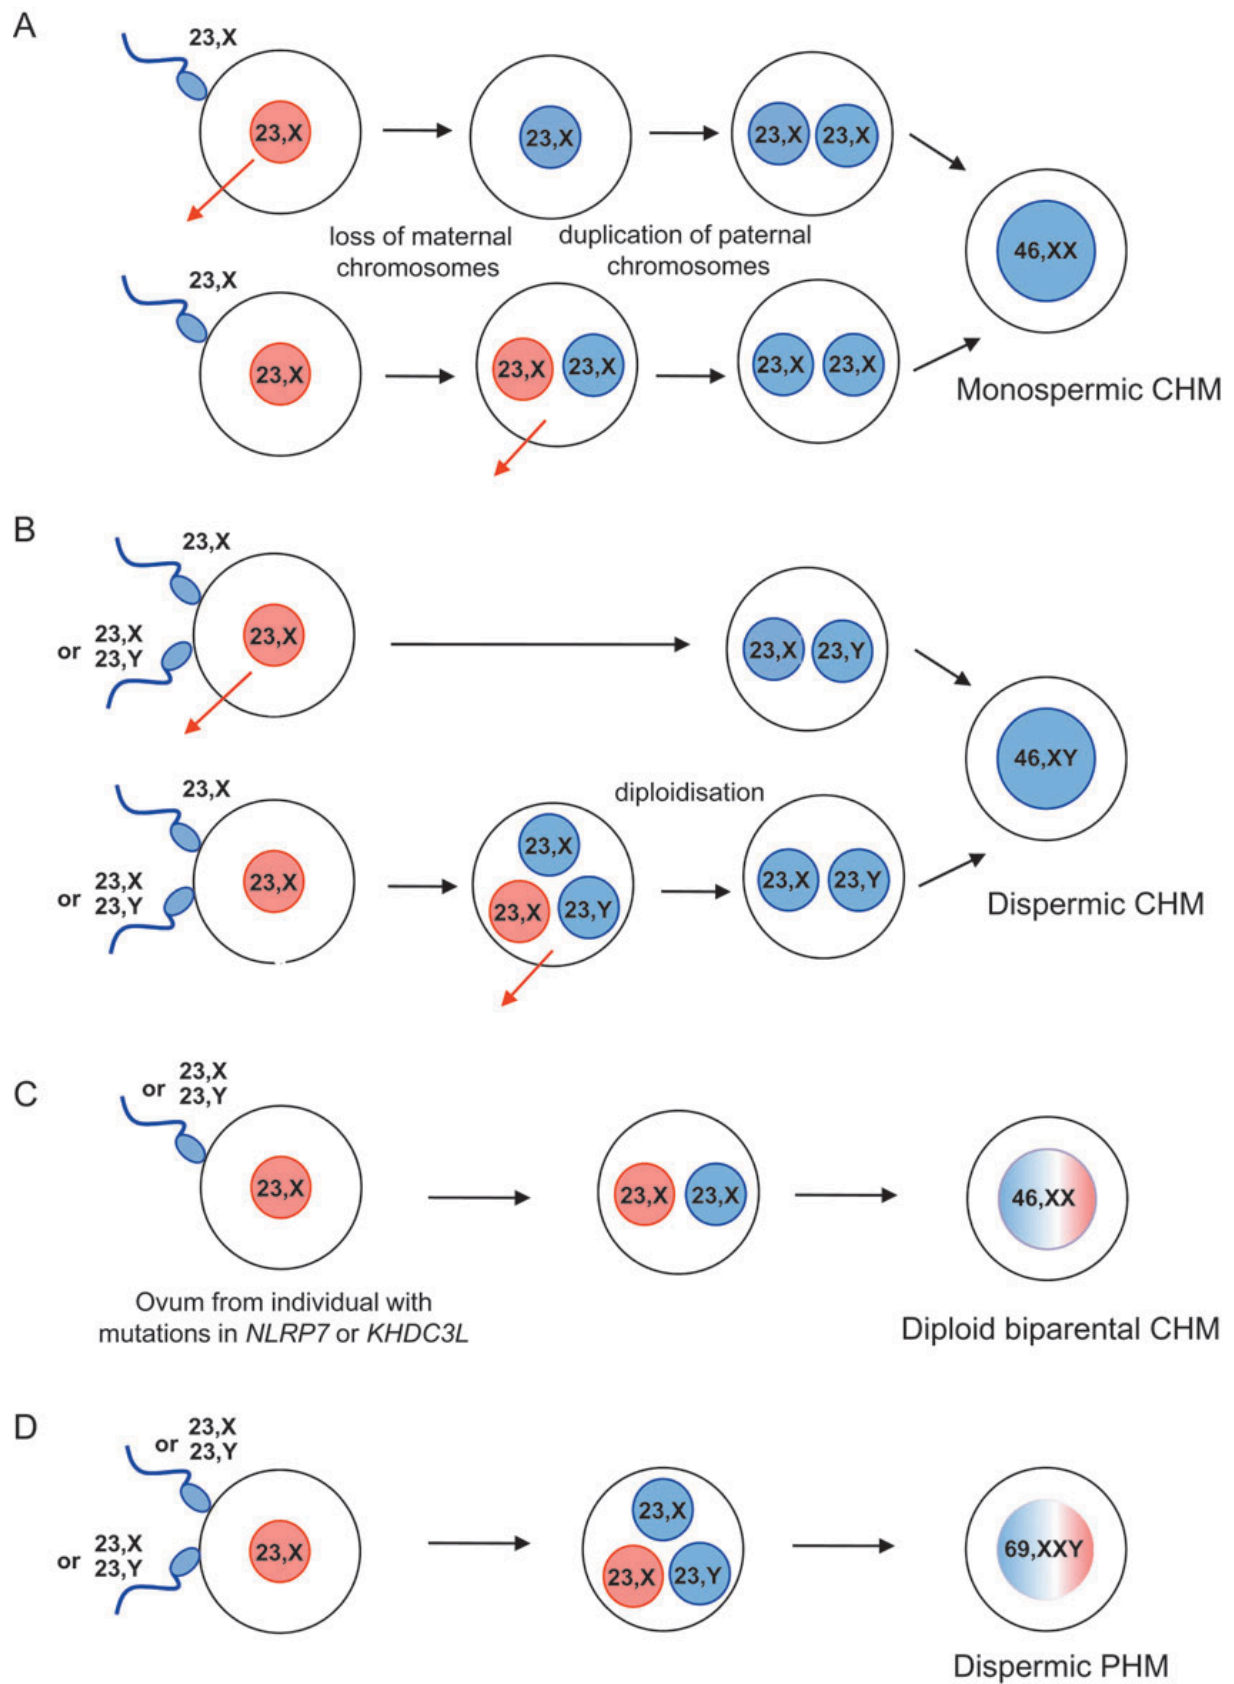 A
23,X
23,X
23,X
23,X 23,X
46,XX
loss of maternal
chromosomes
duplication of paternal
chromosomes
23,X
23,X
23,X 23,X
23,X 23,X
Monospermic CHM
B
23,X
or 23,X
23,Y
23,X
23,X 23,Y
46,XY
diploidisation
23,X
or 23,X
23,Y
23,X
23,X
23,X 23,Y
23,X 23,Y
Dispermic CHM
C
or 23,X
23,Y
23,X
23,X 23,X
46,XX
Ovum from individual with
mutations in NLRP7 or KHDC3L
Diploid biparental CHM
D
or 23,X
23,Y
or 23,X
23,Y
23,X
23,X
23,X 23,Y
69,XXY
Dispermic PHM